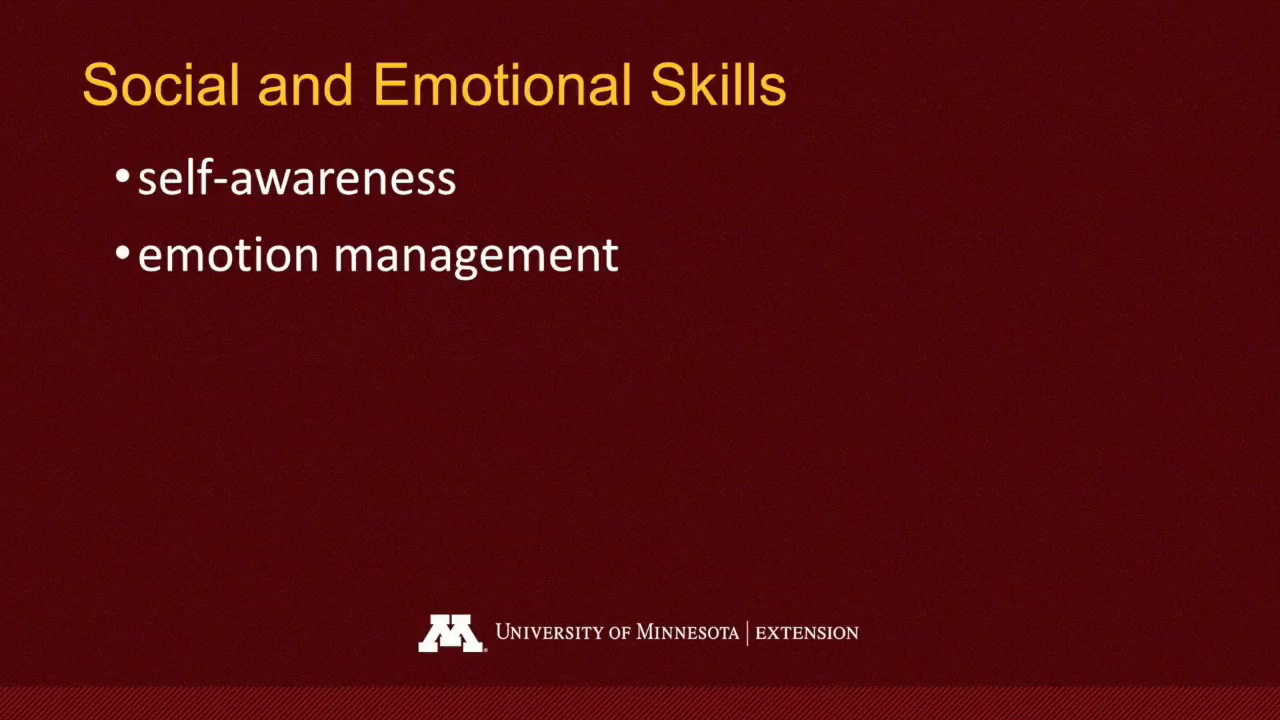 Social and Emotional Skills
•self-awareness
•emotion management
M UNIVERSITY OF MINNESOTA | EXTENSION